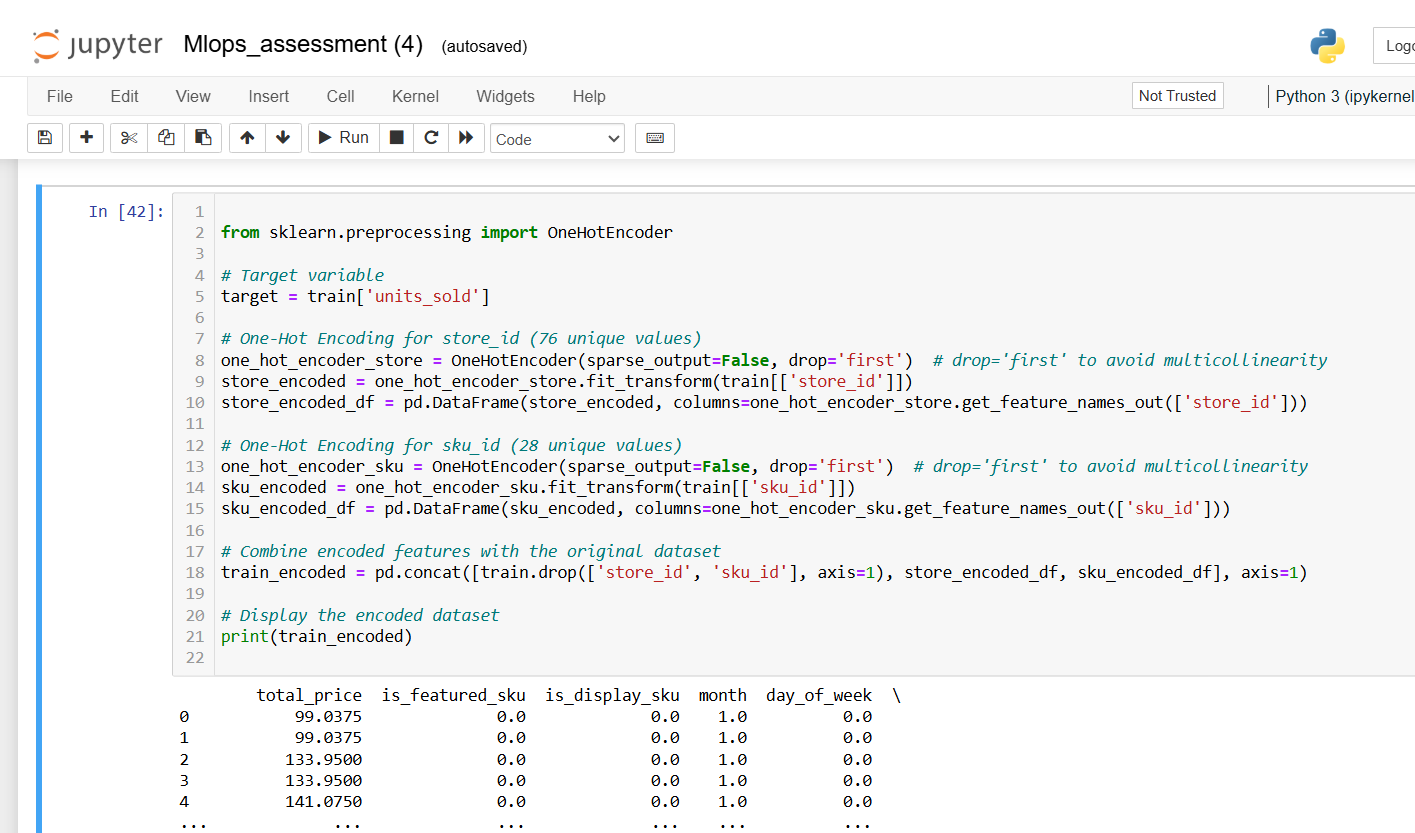 jupyter Mlops_assessment (4) (autosaved)
Logo
File Edit View Insert Cell Kernel Widgets Help Not Trusted Python 3 (ipykernel
Run Code
In [42]:
1
2 from sklearn.preprocessing import OneHotEncoder
3
4 # Target variable
5 target = train['units_sold']
6
7 # One-Hot Encoding for store_id (76 unique values)
8 one_hot_encoder_store = OneHotEncoder(sparse_output=False, drop='first')  # drop='first' to avoid multicollinearity
9 store_encoded = one_hot_encoder_store.fit_transform(train[['store_id']])
10 store_encoded_df = pd.DataFrame(store_encoded, columns=one_hot_encoder_store.get_feature_names_out(['store_id']))
11
12 # One-Hot Encoding for sku_id (28 unique values)
13 one_hot_encoder_sku = OneHotEncoder(sparse_output=False, drop='first')  # drop='first' to avoid multicollinearity
14 sku_encoded = one_hot_encoder_sku.fit_transform(train[['sku_id']])
15 sku_encoded_df = pd.DataFrame(sku_encoded, columns=one_hot_encoder_sku.get_feature_names_out(['sku_id']))
16
17 # Combine encoded features with the original dataset
18 train_encoded = pd.concat([train.drop(['store_id', 'sku_id'], axis=1), store_encoded_df, sku_encoded_df], axis=1)
19
20 # Display the encoded dataset
21 print(train_encoded)
22
total_price is_featured_sku is_display_sku month day_of_week \
0 99.0375 0.0 0.0 1.0 0.0
1 99.0375 0.0 0.0 1.0 0.0
2 133.9500 0.0 0.0 1.0 0.0
3 133.9500 0.0 0.0 1.0 0.0
4 141.0750 0.0 0.0 1.0 0.0
... ... ... ... ... ...